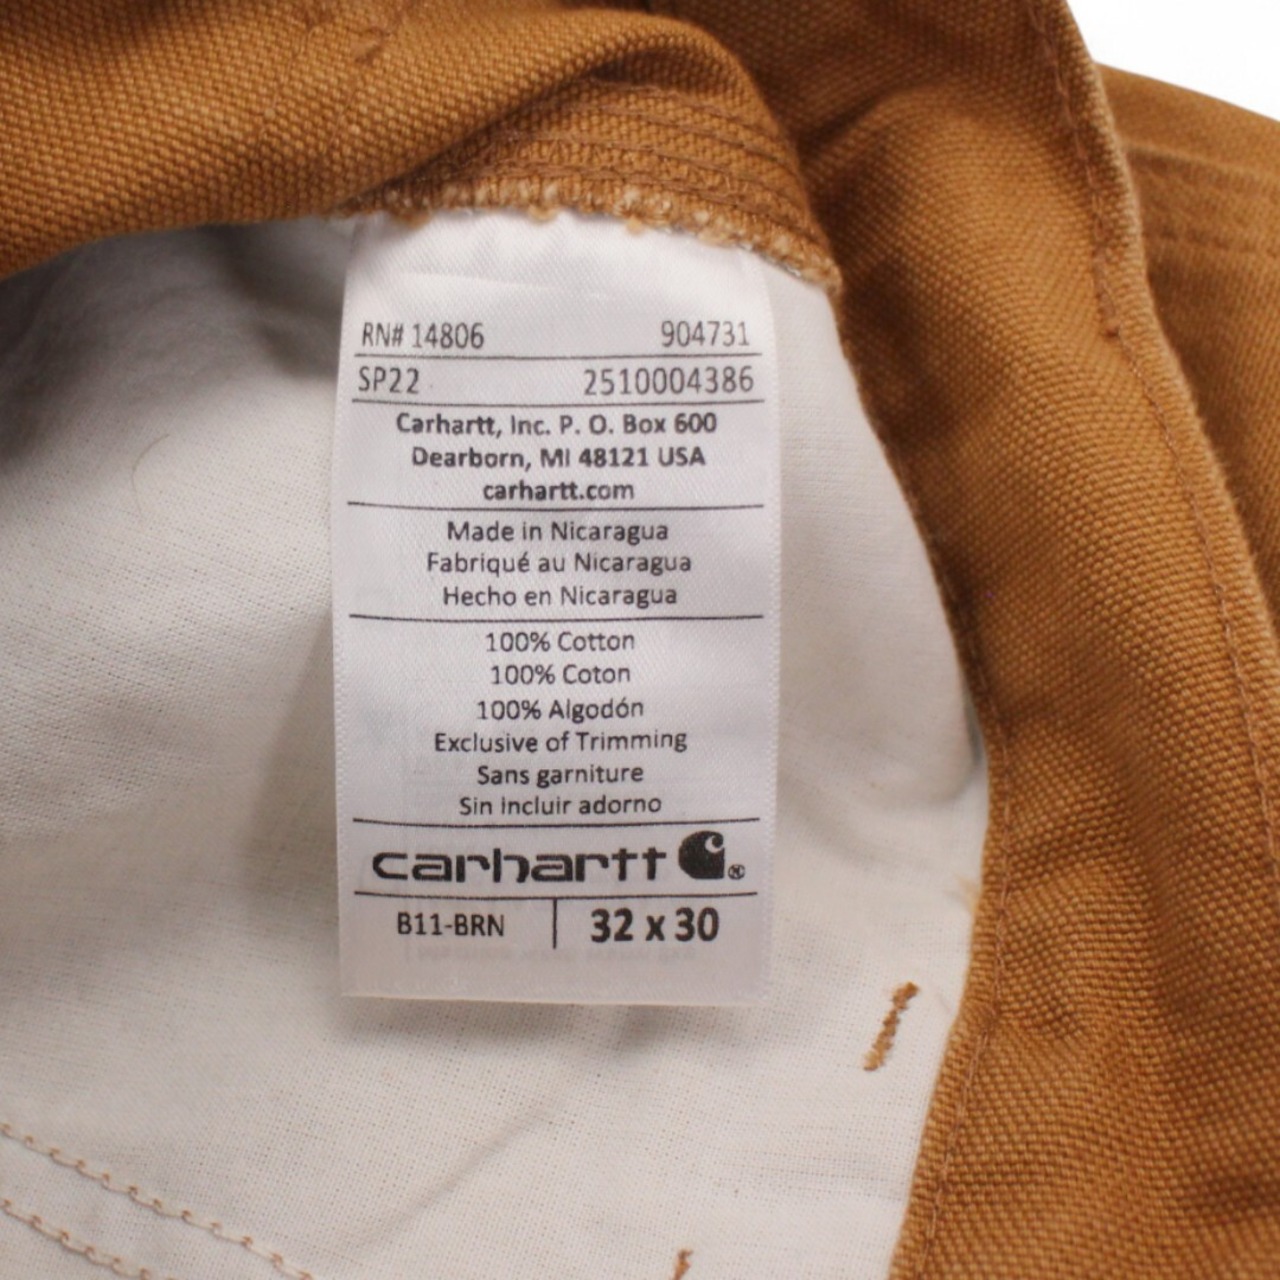 RN# 14806 904731
SP22 2510004386
Carhartt, Inc. P. O. Box 600
Dearborn, MI 48121 USA
carhartt.com
Made in Nicaragua
Fabriqué au Nicaragua
Hecho en Nicaragua
100% Cotton
100% Coton
100% Algodón
Exclusive of Trimming
Sans garniture
Sin Incluir adorno
carhartt ®
B11-BRN 32 x 30